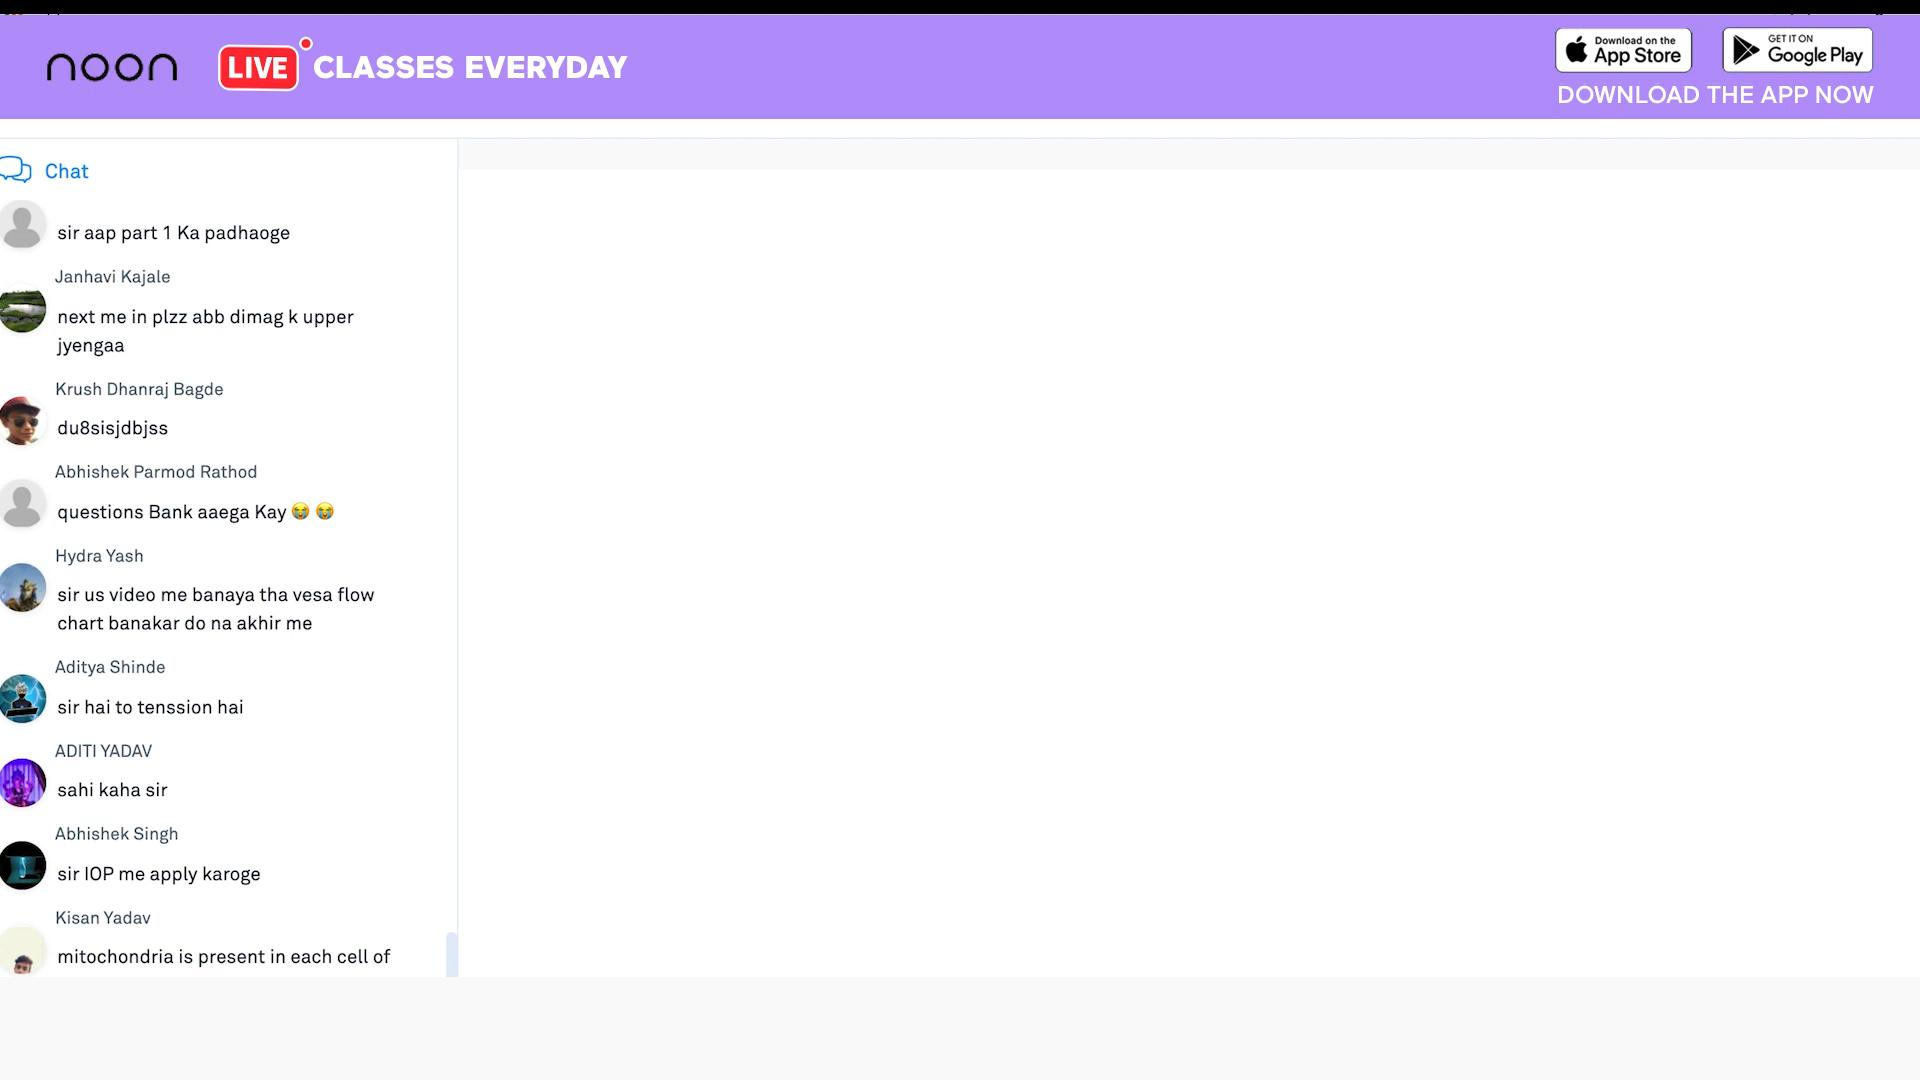 noon LIVE CLASSES EVERYDAY
Download on the App Store
GET IT ON Google Play
DOWNLOAD THE APP NOW
Chat
sir aap part 1 Ka padhaoge
Janhavi Kajale
next me in plzz abb dimag k upper
jyengaa
Krush Dhanraj Bagde
du8sisjdbjss
Abhishek Parmod Rathod
questions Bank aaega Kay 😭 😭
Hydra Yash
sir us video me banaya tha vesa flow
chart banakar do na akhir me
Aditya Shinde
sir hai to tenssion hai
ADITI YADAV
sahi kaha sir
Abhishek Singh
sir IOP me apply karoge
Kisan Yadav
mitochondria is present in each cell of